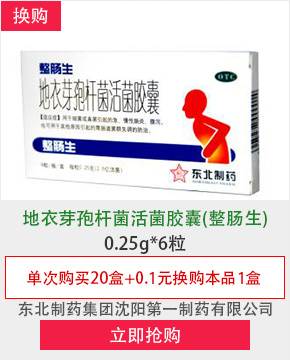 换购
整肠生
地衣芽孢杆菌活菌胶囊
OTC
东北制药
地衣芽孢杆菌活菌胶囊(整肠生)
0.25g*6粒
单次购买20盒+0.1元换购本品1盒
东北制药集团沈阳第一制药有限公司
立即抢购